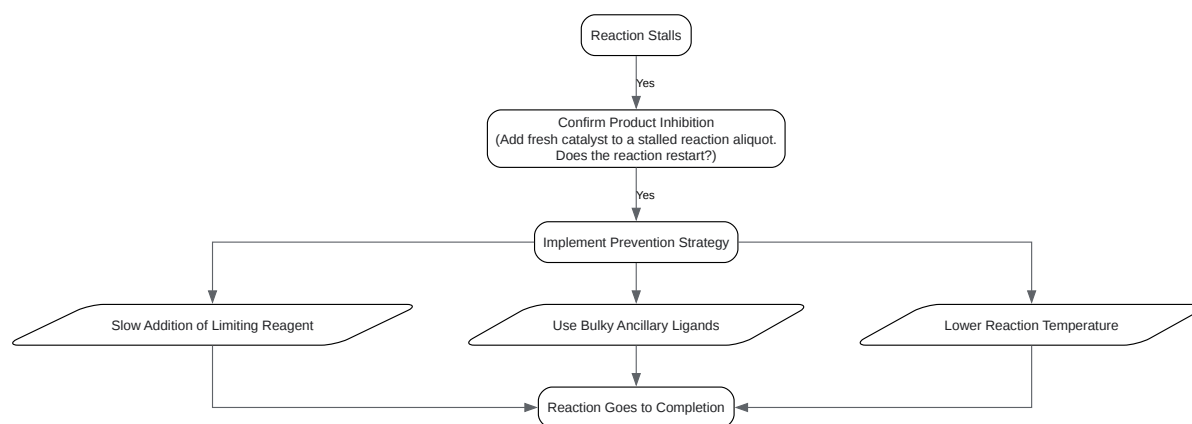 Reaction Stalls
Yes
Confirm Product Inhibition
(Add fresh catalyst to a stalled reaction aliquot.
Does the reaction restart?)
Yes
Implement Prevention Strategy
Slow Addition of Limiting Reagent
Use Bulky Ancillary Ligands
Lower Reaction Temperature
Reaction Goes to Completion